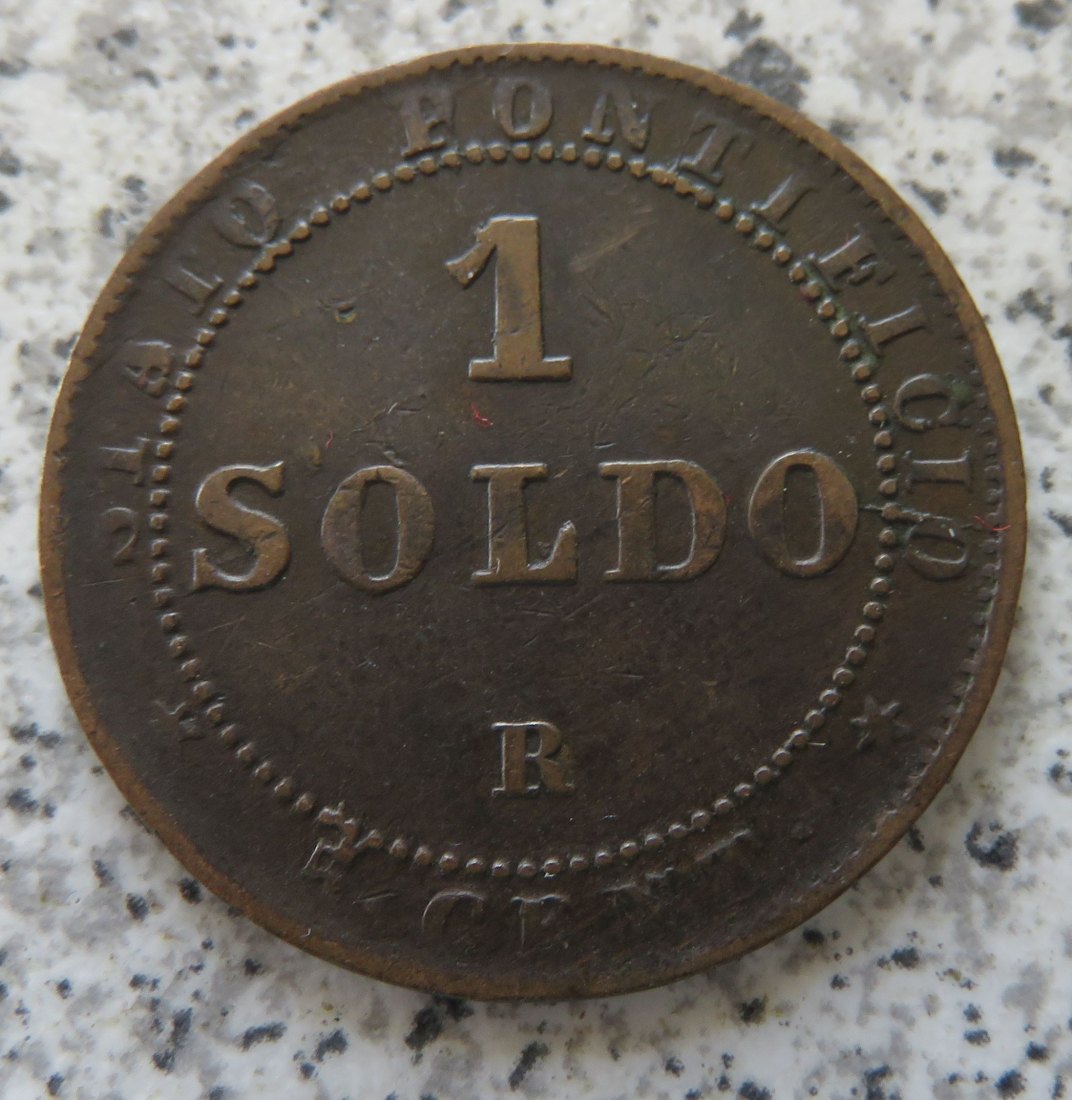 STATO PONTIFICIO
1
SOLDO
R
CENT